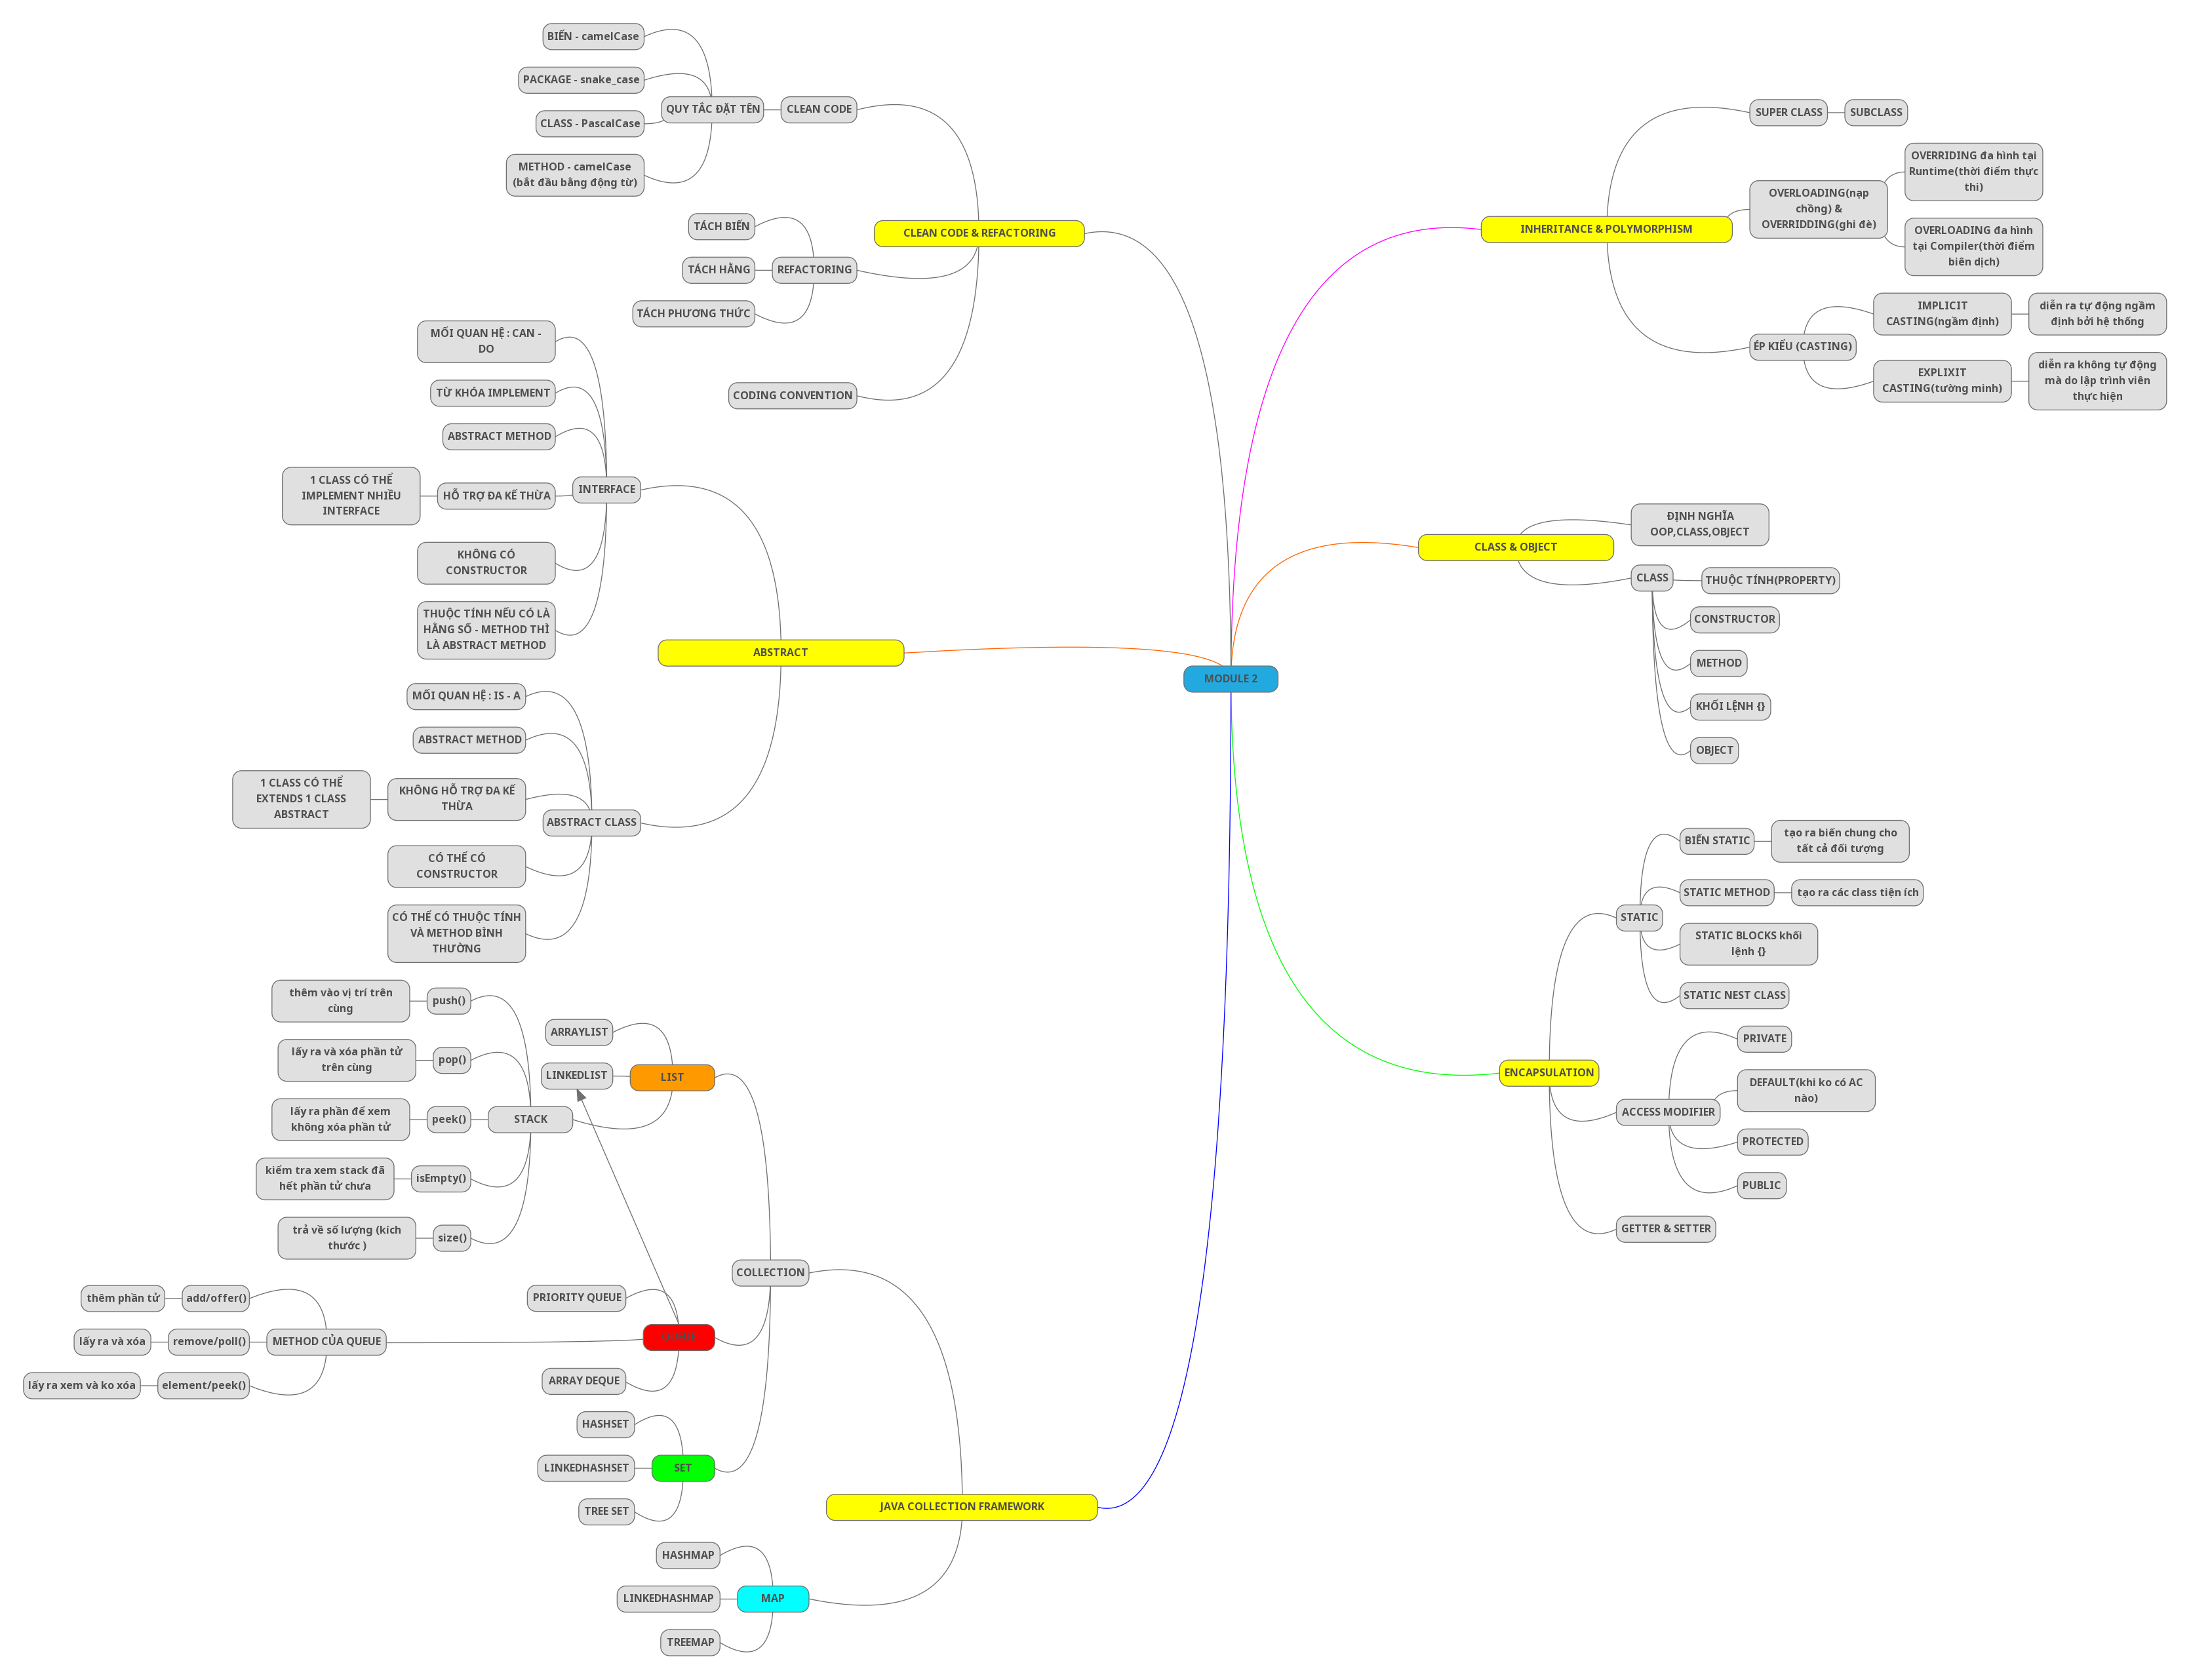 MODULE 2
CLEAN CODE & REFACTORING
CLEAN CODE
QUY TẮC ĐẶT TÊN
BIẾN - camelCase
PACKAGE - snake_case
CLASS - PascalCase
METHOD - camelCase
(bắt đầu bằng động từ)
REFACTORING
TÁCH BIẾN
TÁCH HẰNG
TÁCH PHƯƠNG THỨC
CODING CONVENTION
ABSTRACT
INTERFACE
MỐI QUAN HỆ : CAN -
DO
TỪ KHÓA IMPLEMENT
ABSTRACT METHOD
HỖ TRỢ ĐA KẾ THỪA
1 CLASS CÓ THỂ
IMPLEMENT NHIỀU
INTERFACE
KHÔNG CÓ
CONSTRUCTOR
THUỘC TÍNH NẾU CÓ LÀ
HẰNG SỐ - METHOD THÌ
LÀ ABSTRACT METHOD
ABSTRACT CLASS
MỐI QUAN HỆ : IS - A
ABSTRACT METHOD
KHÔNG HỖ TRỢ ĐA KẾ
THỪA
1 CLASS CÓ THỂ
EXTENDS 1 CLASS
ABSTRACT
CÓ THỂ CÓ
CONSTRUCTOR
CÓ THỂ CÓ THUỘC TÍNH
VÀ METHOD BÌNH
THƯỜNG
JAVA COLLECTION FRAMEWORK
COLLECTION
LIST
ARRAYLIST
LINKEDLIST
STACK
push()
thêm vào vị trí trên
cùng
pop()
lấy ra và xóa phần tử
trên cùng
peek()
lấy ra phần để xem
không xóa phần tử
isEmpty()
kiểm tra xem stack đã
hết phần tử chưa
size()
trả về số lượng (kích
thước )
QUEUE
PRIORITY QUEUE
METHOD CỦA QUEUE
add/offer()
thêm phần tử
remove/poll()
lấy ra và xóa
element/peek()
lấy ra xem và ko xóa
ARRAY DEQUE
SET
HASHSET
LINKEDHASHSET
TREE SET
MAP
HASHMAP
LINKEDHASHMAP
TREEMAP
INHERITANCE & POLYMORPHISM
SUPER CLASS
SUBCLASS
OVERLOADING(nạp
chồng) &
OVERRIDDING(ghi đè)
OVERRIDING đa hình tại
Runtime(thời điểm thực
thi)
OVERLOADING đa hình
tại Compiler(thời điểm
biên dịch)
ÉP KIỂU (CASTING)
IMPLICIT
CASTING(ngầm định)
diễn ra tự động ngầm
định bởi hệ thống
EXPLIXIT
CASTING(tường minh)
diễn ra không tự động
mà do lập trình viên
thực hiện
CLASS & OBJECT
ĐỊNH NGHĨA
OOP,CLASS,OBJECT
CLASS
THUỘC TÍNH(PROPERTY)
CONSTRUCTOR
METHOD
KHỐI LỆNH {}
OBJECT
ENCAPSULATION
STATIC
BIẾN STATIC
tạo ra biến chung cho
tất cả đối tượng
STATIC METHOD
tạo ra các class tiện ích
STATIC BLOCKS khối
lệnh {}
STATIC NEST CLASS
ACCESS MODIFIER
PRIVATE
DEFAULT(khi ko có AC
nào)
PROTECTED
PUBLIC
GETTER & SETTER